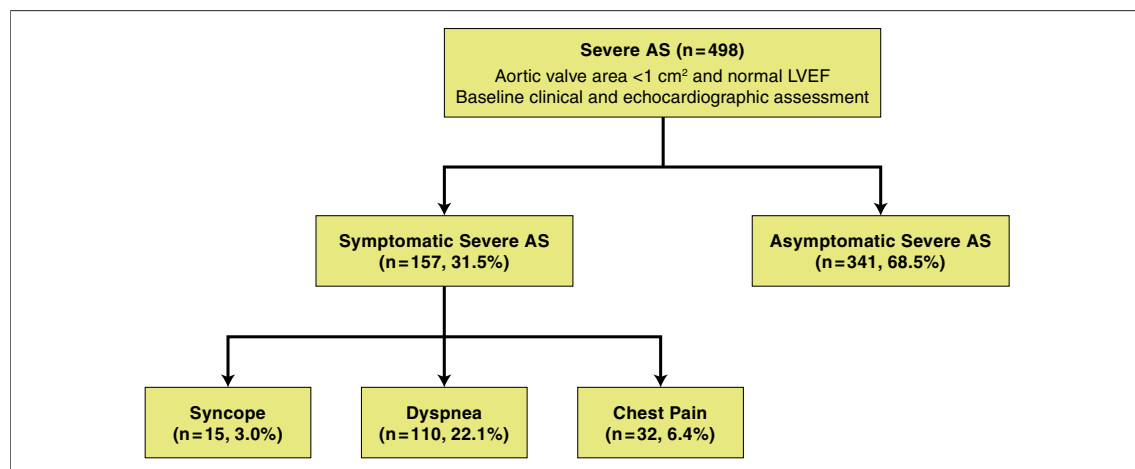 Severe AS (n=498)
Aortic valve area <1 cm² and normal LVEF
Baseline clinical and echocardiographic assessment
Symptomatic Severe AS
(n=157, 31.5%)
Asymptomatic Severe AS
(n=341, 68.5%)
Syncope
(n=15, 3.0%)
Dyspnea
(n=110, 22.1%)
Chest Pain
(n=32, 6.4%)